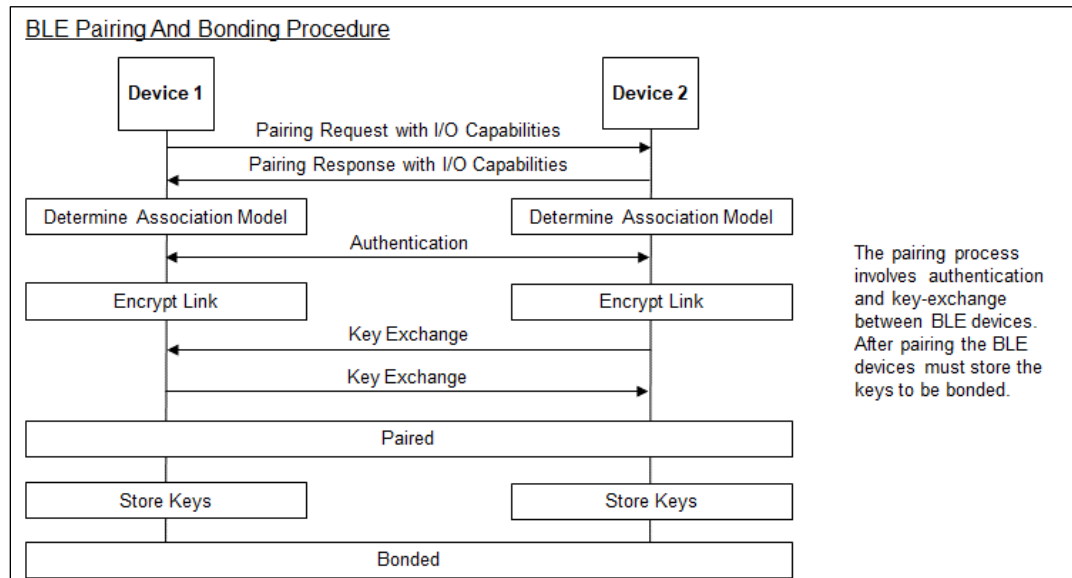 BLE Pairing And Bonding Procedure
Device 1
Device 2
Pairing Request with I/O Capabilities
Pairing Response with I/O Capabilities
Determine Association Model
Determine Association Model
Authentication
Encrypt Link
Encrypt Link
Key Exchange
Key Exchange
Paired
Store Keys
Store Keys
Bonded
The pairing process
involves authentication
and key-exchange
between BLE devices.
After pairing the BLE
devices must store the
keys to be bonded.